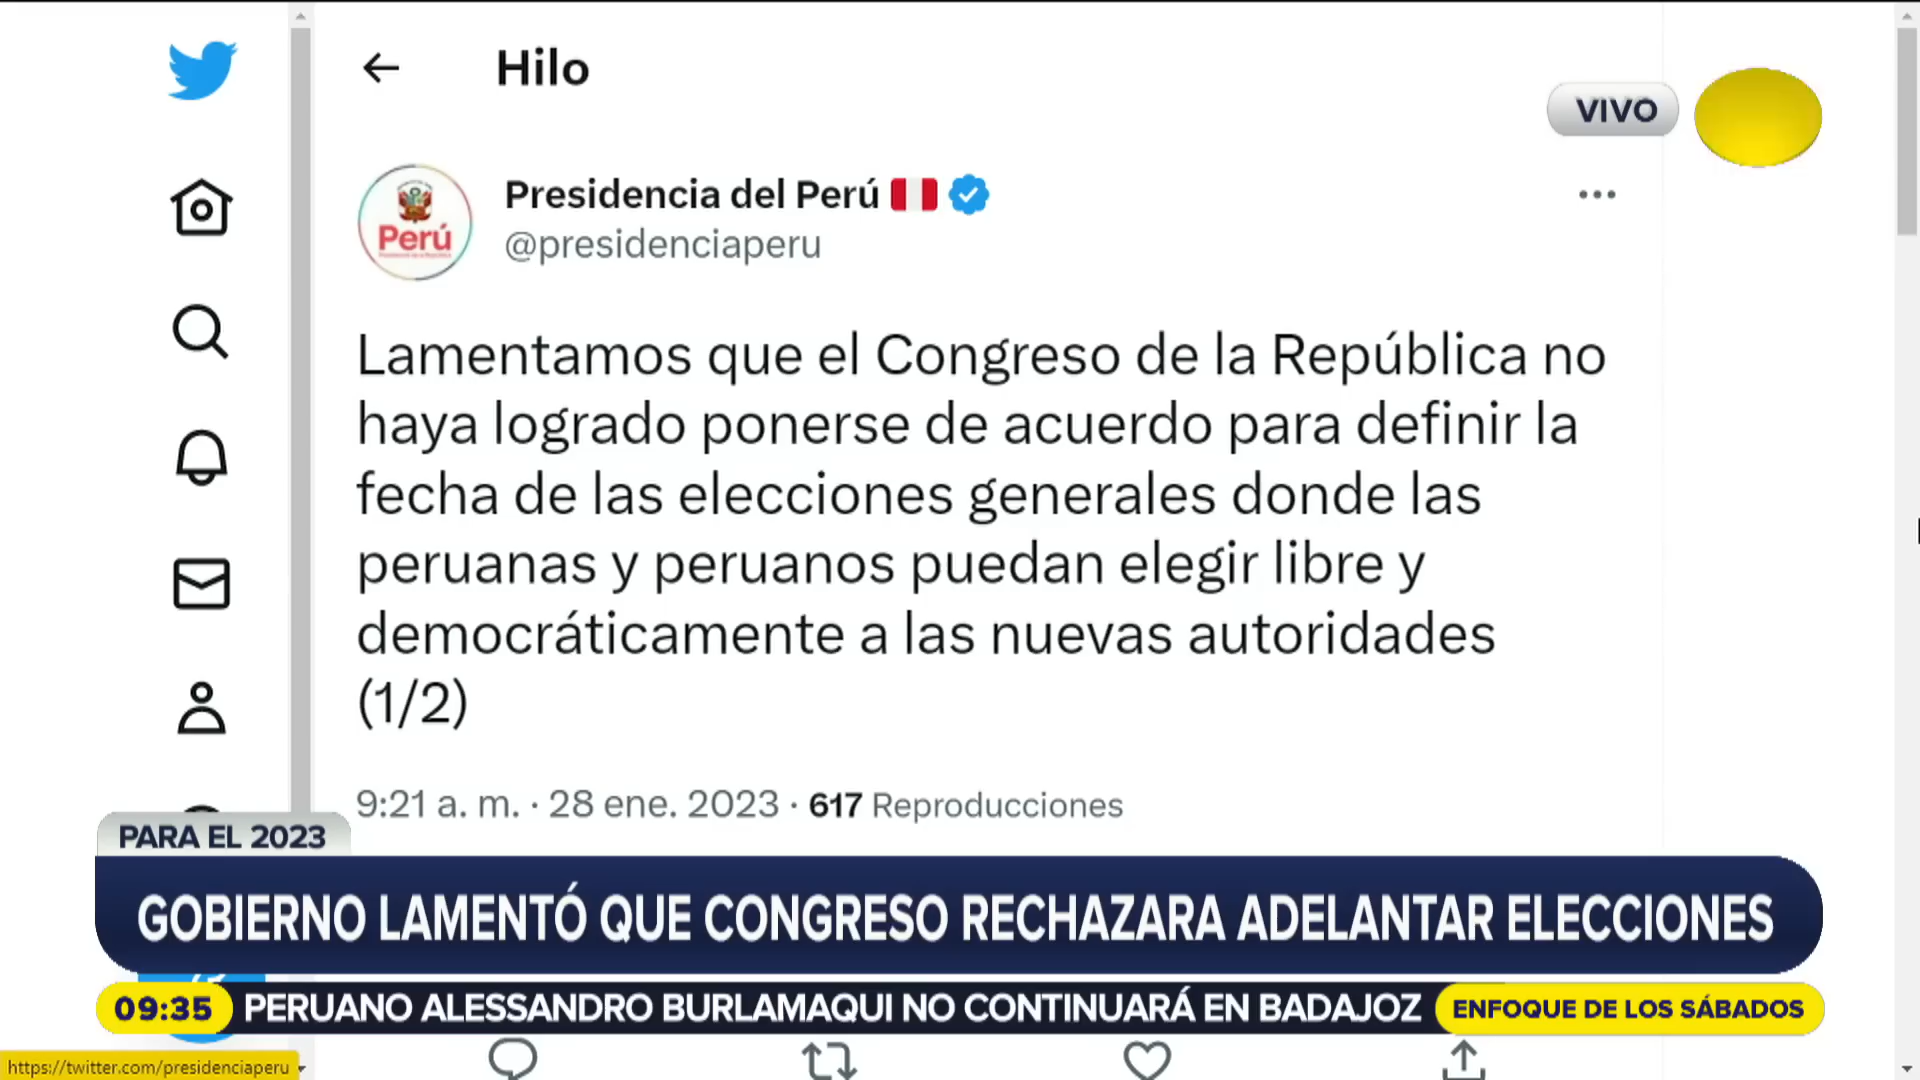 Hilo
VIVO
Presidencia del Perú
@presidenciaperu
Perú
Lamentamos que el Congreso de la República no
haya logrado ponerse de acuerdo para definir la
fecha de las elecciones generales donde las
peruanas y peruanos puedan elegir libre y
democráticamente a las nuevas autoridades
(1/2)
9:21 a. m. · 28 ene. 2023 · 617 Reproducciones
PARA EL 2023
GOBIERNO LAMENTÓ QUE CONGRESO RECHAZARA ADELANTAR ELECCIONES
09:35 PERUANO ALESSANDRO BURLAMAQUI NO CONTINUARÁ EN BADAJOZ ENFOQUE DE LOS SÁBADOS
https://twitter.com/presidenciaperu